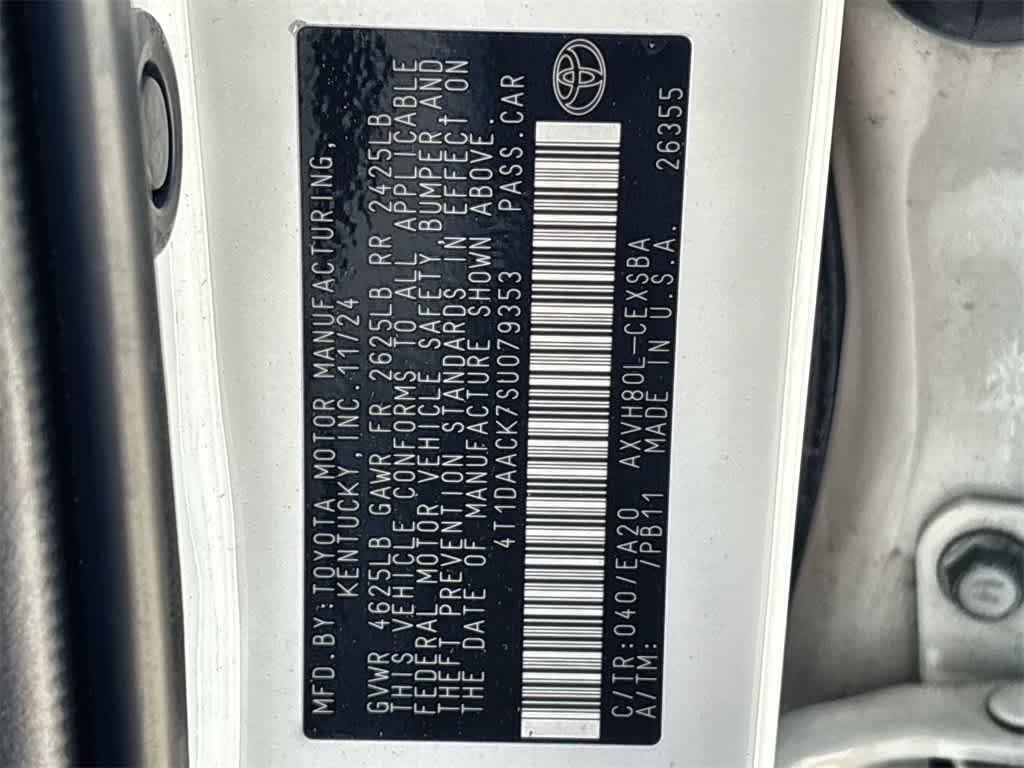 MFD.BY:TOYOTA MOTOR MANUFACTURING,
KENTUCKY,INC.11/24
GVWR 4625LB GAWR FR 2625LB RR 2425LB
THIS VEHICLE CONFORMS TO ALL APPLICABLE
FEDERAL MOTOR VEHICLE SAFETY,BUMPER AND
THEFT PREVENTION STANDARDS IN EFFECT ON
THE DATE OF MANUFACTURE SHOWN ABOVE.
4T1DAACK7SU079353 PASS.CAR
C/TR:040/EA20 AXVH80L-CEXSBA 26355
A/TM: /PB11 MADE IN U.S.A.